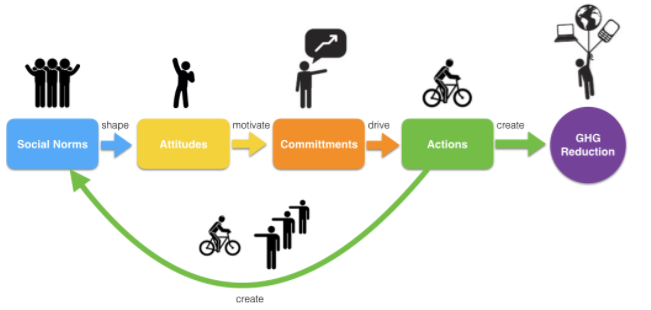 shape
motivate
drive
create
Social Norms
Attitudes
Committments
Actions
GHG
Reduction
create